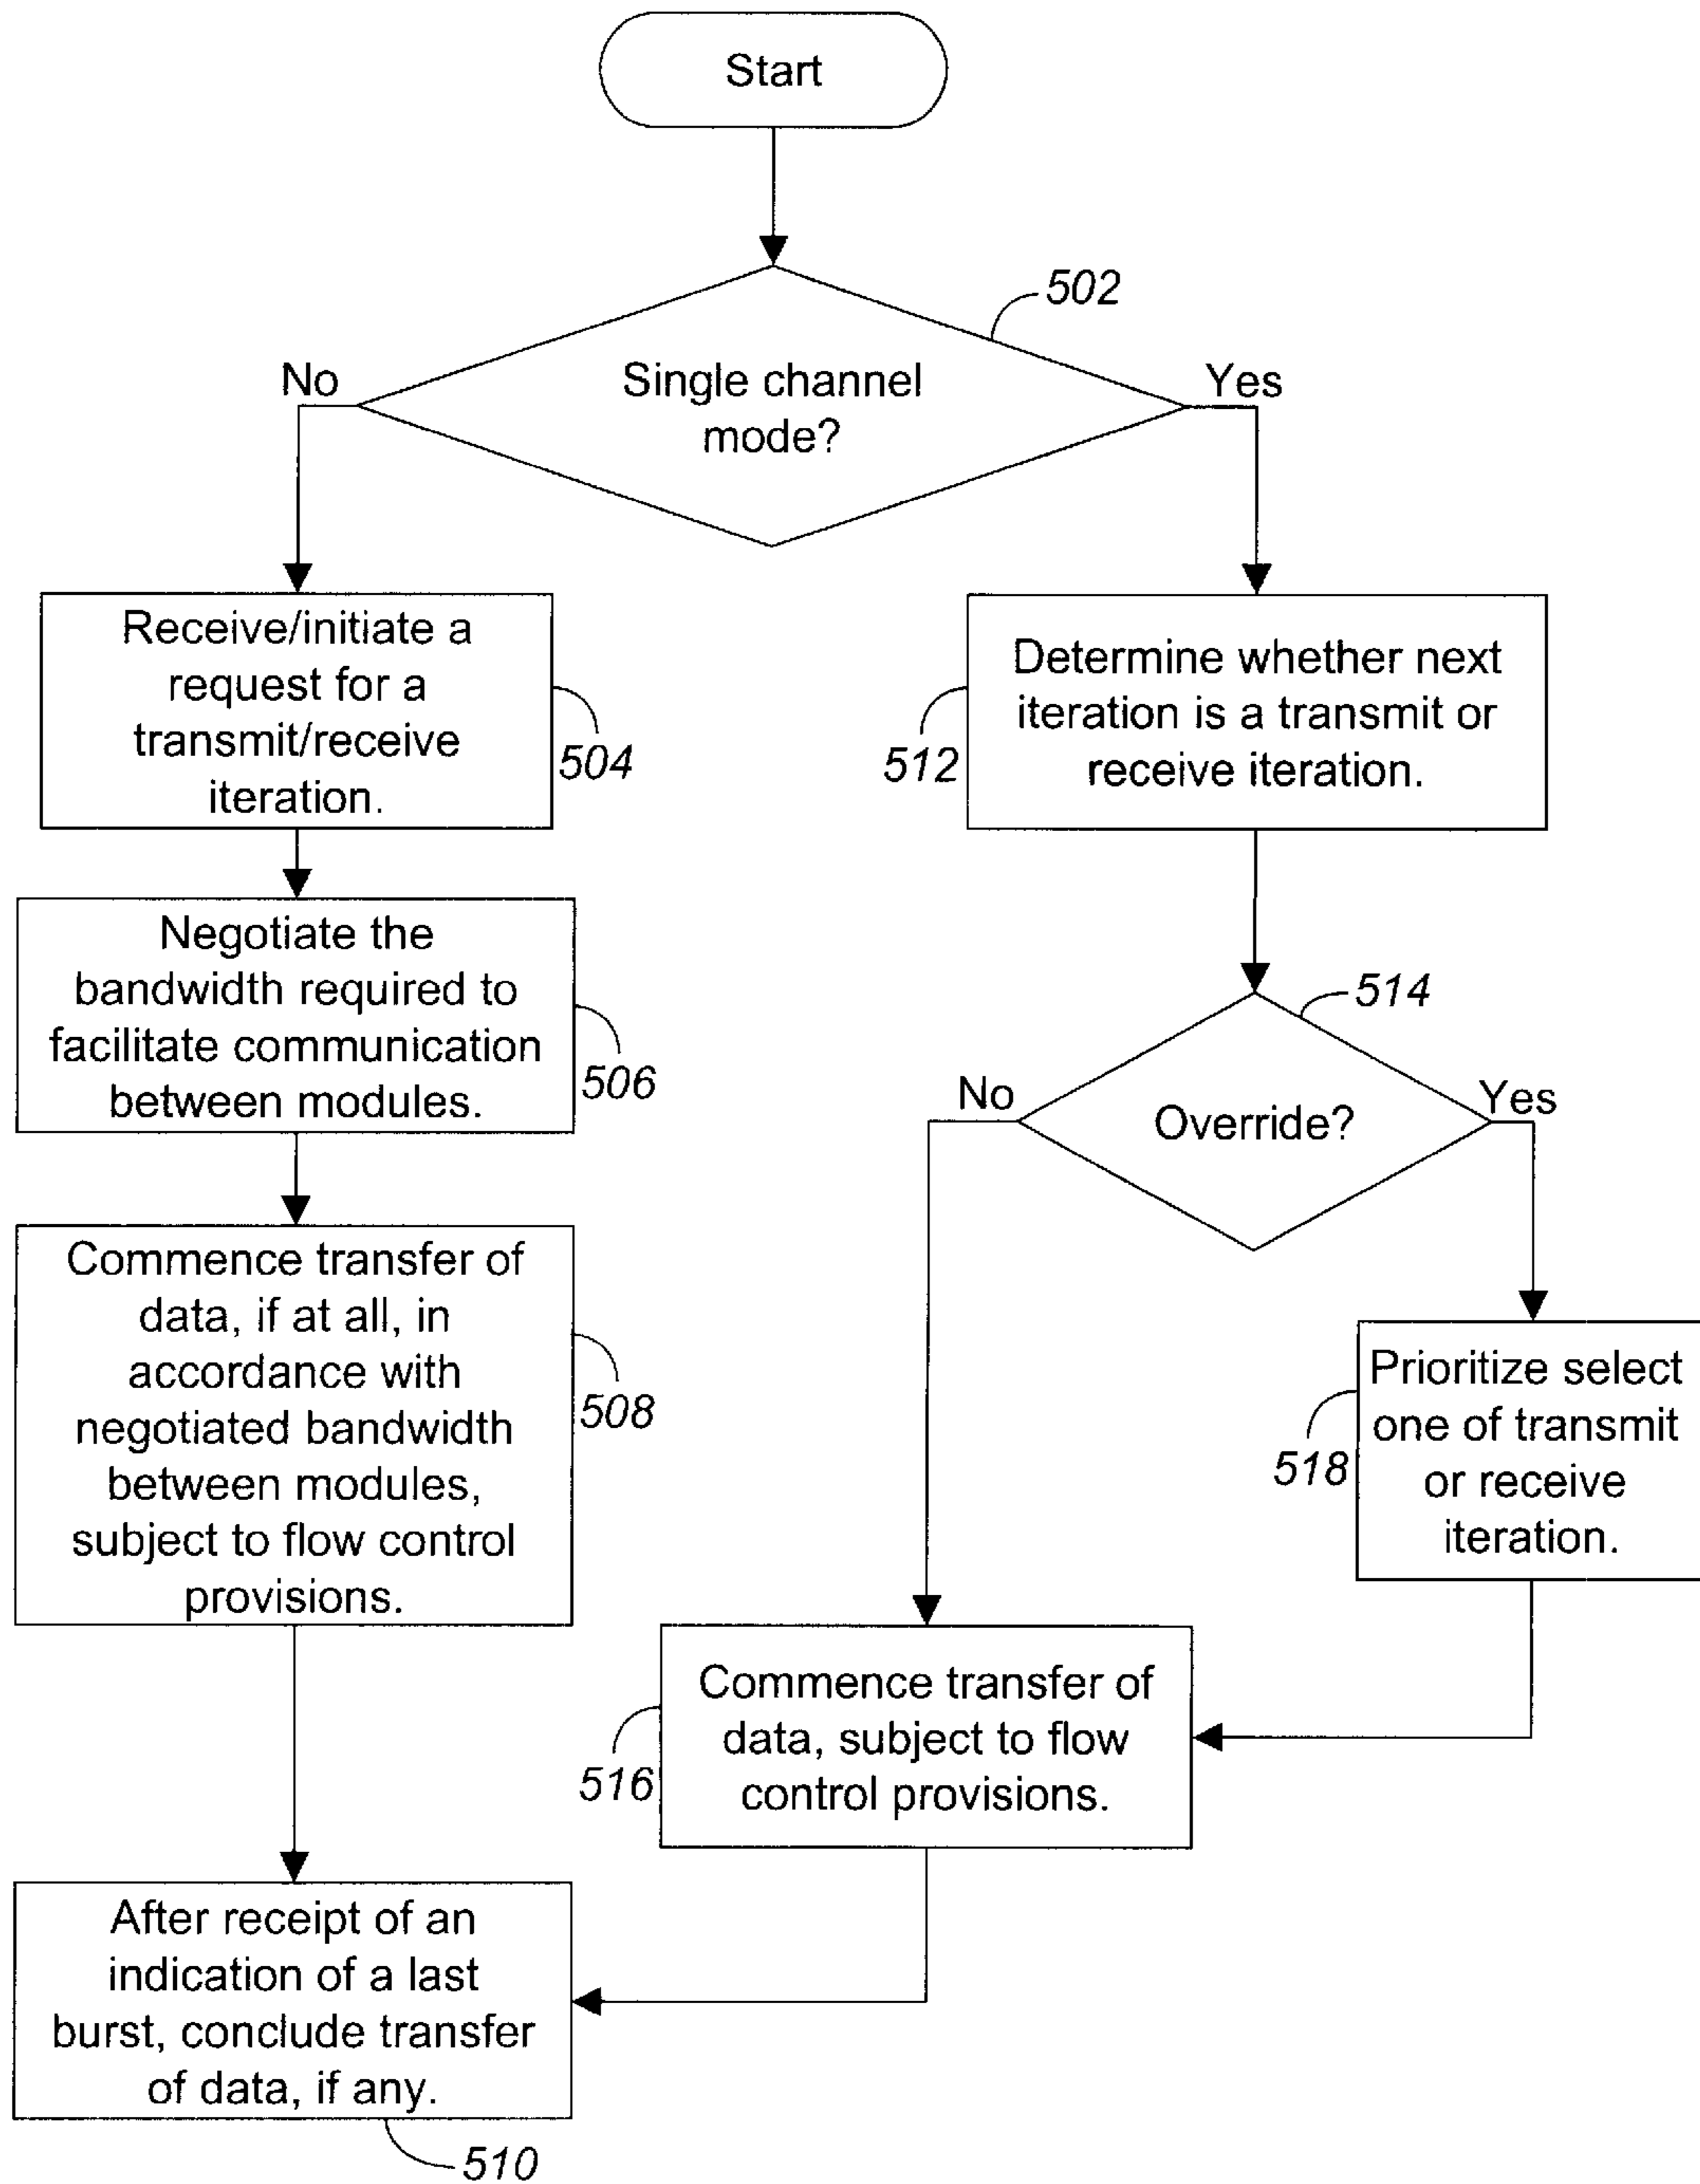 Start
502
Single channel
mode?
No
Yes
Receive/initiate a
request for a
transmit/receive
iteration.
504
Determine whether next
iteration is a transmit or
receive iteration.
512
Negotiate the
bandwidth required to
facilitate communication
between modules.
506
514
Override?
No
Yes
Commence transfer of
data, if at all, in
accordance with
negotiated bandwidth
between modules,
subject to flow control
provisions.
508
Prioritize select
one of transmit
or receive
iteration.
518
Commence transfer of
data, subject to flow
control provisions.
516
After receipt of an
indication of a last
burst, conclude transfer
of data, if any.
510